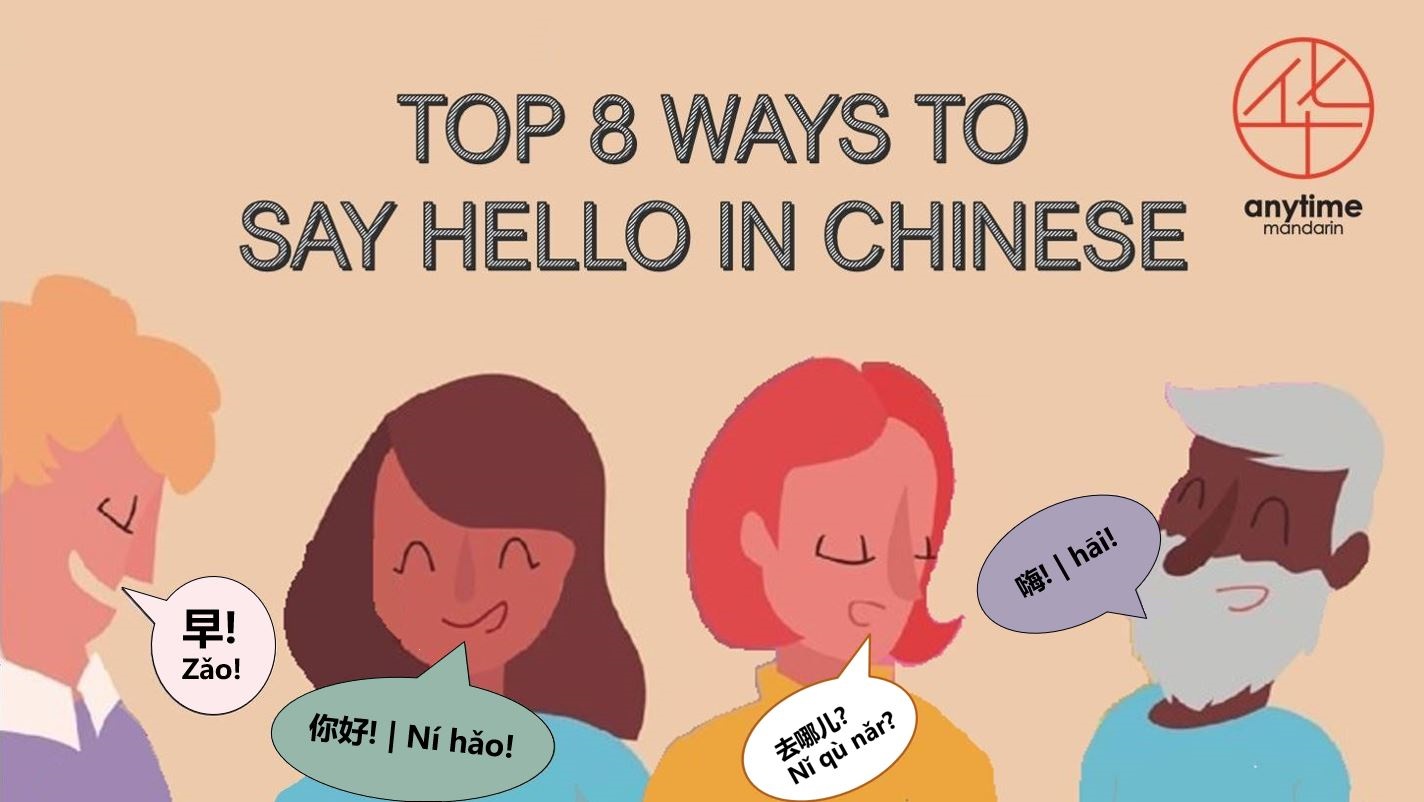 TOP 8 WAYS TO
SAY HELLO IN CHINESE
华
anytime
mandarin
早!
Zǎo!
你好! | Ní hǎo!
去哪儿?
Nǐ qù nǎr?
嗨! | hāi!